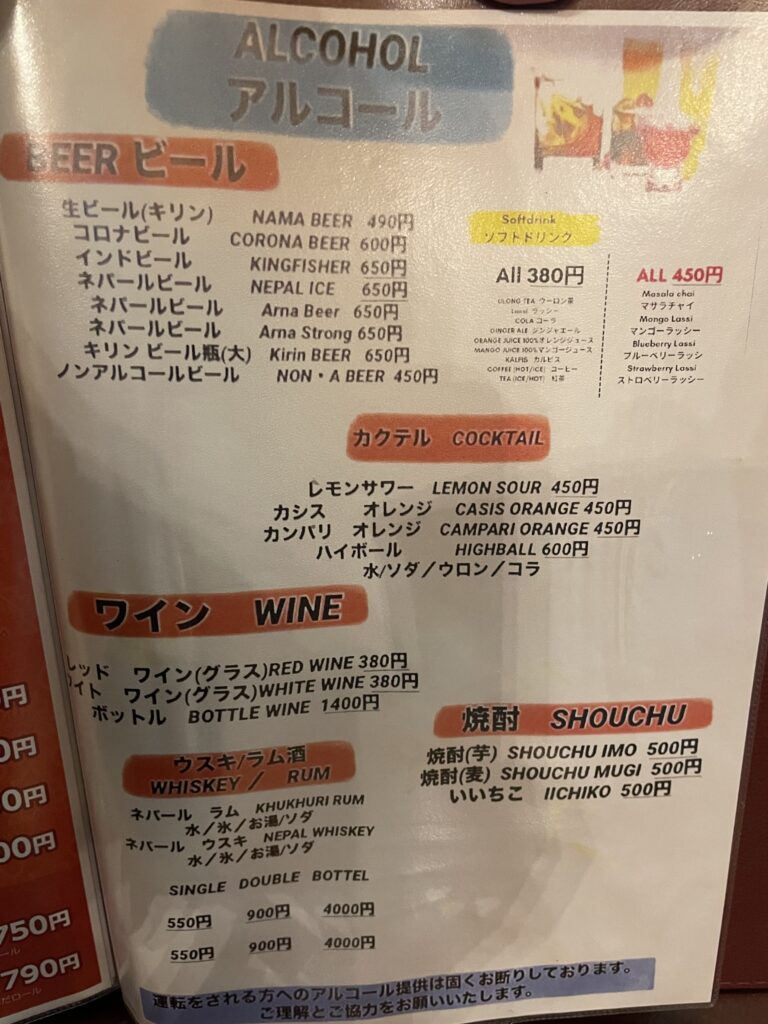 ALCOHOL
アルコール
BEER ビール
生ビール(キリン) NAMA BEER 490円
コロナビール CORONA BEER 600円
インドビール KINGFISHER 650円
ネパールビール NEPAL ICE 650円
ネパールビール Arna Beer 650円
ネパールビール Arna Strong 650円
キリン ビール瓶(大) Kirin BEER 650円
ノンアルコールビール NON・A BEER 450円
Softdrink
ソフトドリンク
All 380円
ULONG TEA ウーロン茶
Lassi ラッシー
COLA コーラ
GINGER ALE ジンジャエール
ORANGE JUICE 100%オレンジジュース
MANGO JUICE 100%マンゴージュース
KALPIS カルピス
COFFEE (HOT/ICE) コーヒー
TEA (ICE/HOT) 紅茶
ALL 450円
Masala chai
マサラチャイ
Mongo Lassi
マンゴーラッシー
Blueberry Lassi
ブルーベリーラッシ
Strawberry Lassi
ストロベリーラッシー
カクテル COCKTAIL
レモンサワー LEMON SOUR 450円
カシス オレンジ CASIS ORANGE 450円
カンパリ オレンジ CAMPARI ORANGE 450円
ハイボール HIGHBALL 600円
水/ソダ／ウロン／コラ
ワイン WINE
レッド ワイン(グラス)RED WINE 380円
イト ワイン(グラス)WHITE WINE 380円
ボットル BOTTLE WINE 1400円
焼酎 SHOUCHU
焼酎(芋) SHOUCHU IMO 500円
焼酎(麦) SHOUCHU MUGI 500円
いいちこ IICHIKO 500円
ウスキ/ラム酒
WHISKEY / RUM
ネパール ラム KHUKHURI RUM
水／氷／お湯/ソダ
ネパール ウスキ NEPAL WHISKEY
水／氷／お湯/ソダ
SINGLE DOUBLE BOTTEL
550円 900円 4000円
550円 900円 4000円
運転をされる方へのアルコール提供は固くお断りしております。
ご理解とご協力をお願いいたします。
750円
790円